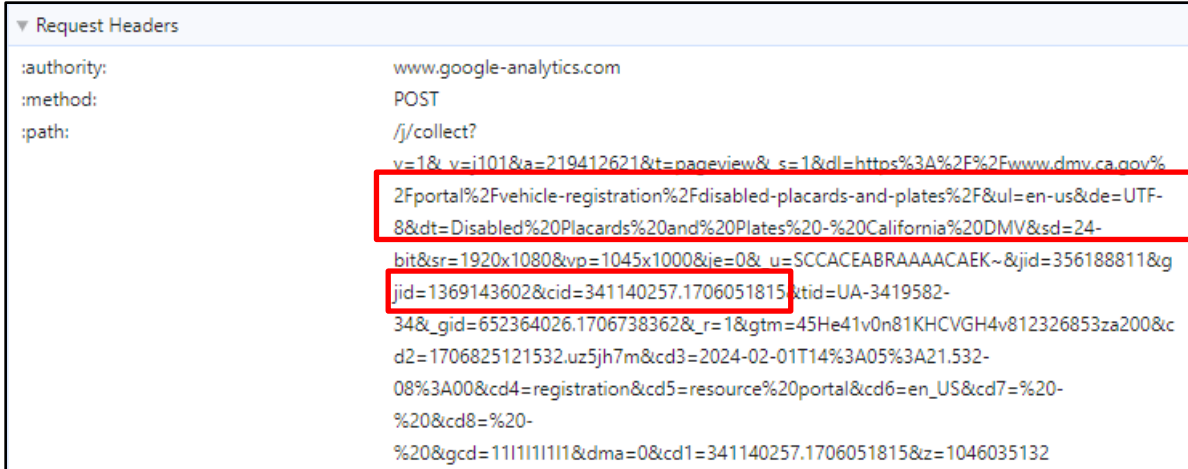 Request Headers
:authority: www.google-analytics.com
:method: POST
:path: /j/collect?
v=1&_v=j101&a=219412621&t=pageview&_s=1&dl=https%3A%2F%2Fwww.dmv.ca.gov%
2Fportal%2Fvehicle-registration%2Fdisabled-placards-and-plates%2F&ul=en-us&de=UTF-
8&dt=Disabled%20Placards%20and%20Plates%20-%20California%20DMV&sd=24-
bit&sr=1920x1080&vp=1045x1000&je=0&_u=SCCACEABRAAAACAEK~&jid=356188811&g
jid=1369143602&cid=341140257.1706051815&tid=UA-3419582-
34&_gid=652364026.1706738362&_r=1&gtm=45He41v0n81KHCVGH4v812326853za200&c
d2=1706825121532.uz5jh7m&cd3=2024-02-01T14%3A05%3A21.532-
08%3A00&cd4=registration&cd5=resource%20portal&cd6=en_US&cd7=%20-
%20&cd8=%20-
%20&gcd=11l1l1l1l1&dma=0&cd1=341140257.1706051815&z=1046035132